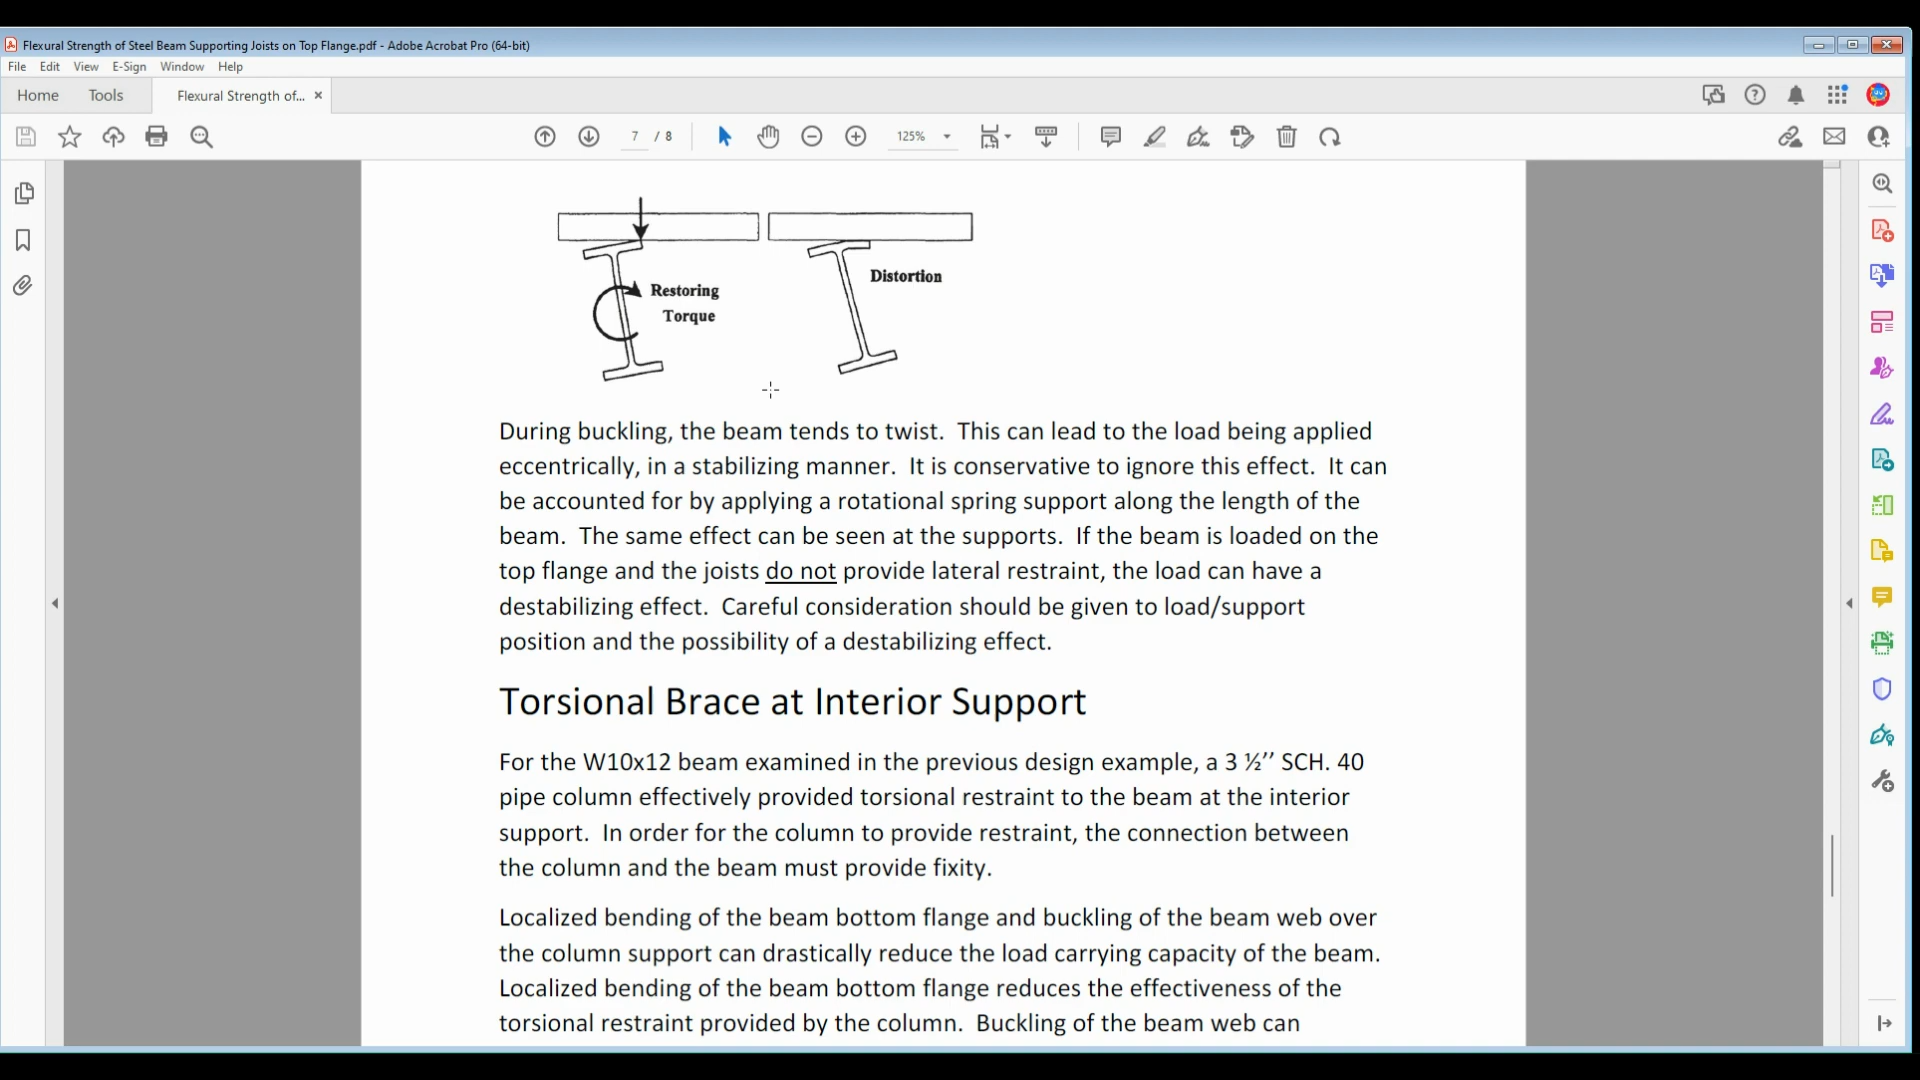 Flexural Strength of Steel Beam Supporting Joists on Top Flange.pdf - Adobe Acrobat Pro (64-bit)
File Edit View E-Sign Window Help
Home Tools Flexural Strength of... ×
7 / 8 125%
Restoring
Torque
Distortion
During buckling, the beam tends to twist. This can lead to the load being applied
eccentrically, in a stabilizing manner. It is conservative to ignore this effect. It can
be accounted for by applying a rotational spring support along the length of the
beam. The same effect can be seen at the supports. If the beam is loaded on the
top flange and the joists do not provide lateral restraint, the load can have a
destabilizing effect. Careful consideration should be given to load/support
position and the possibility of a destabilizing effect.
Torsional Brace at Interior Support
For the W10x12 beam examined in the previous design example, a 3 ½’’ SCH. 40
pipe column effectively provided torsional restraint to the beam at the interior
support. In order for the column to provide restraint, the connection between
the column and the beam must provide fixity.
Localized bending of the beam bottom flange and buckling of the beam web over
the column support can drastically reduce the load carrying capacity of the beam.
Localized bending of the beam bottom flange reduces the effectiveness of the
torsional restraint provided by the column. Buckling of the beam web can